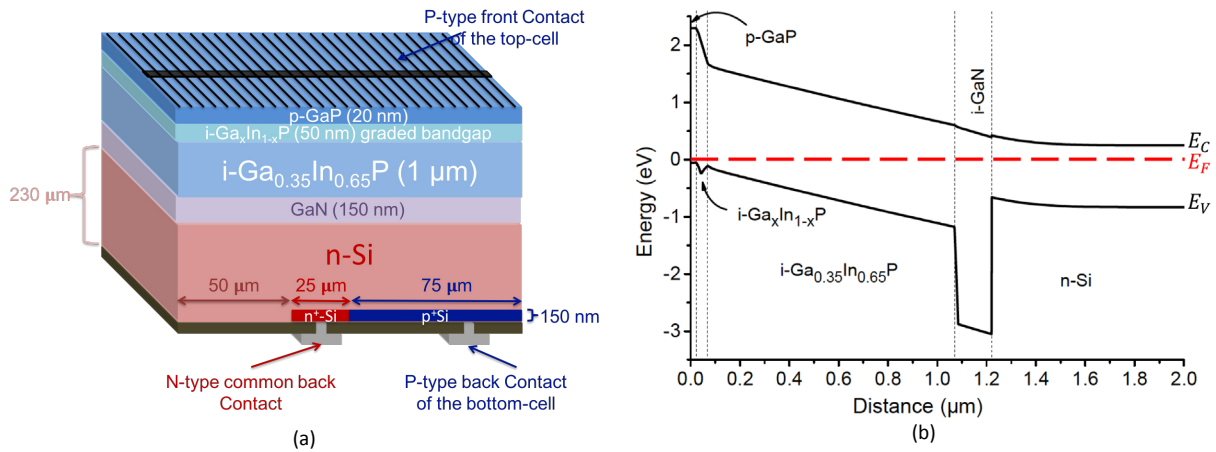 P-type front Contact
of the top-cell
p-GaP (20 nm)
i-GaₓIn₁₋ₓP (50 nm) graded bandgap
i-Ga₀.₃₅In₀.₆₅P (1 μm)
230 μm
GaN (150 nm)
n-Si
50 μm
25 μm
75 μm
n⁺-Si
p⁺Si
150 nm
N-type common back
Contact
P-type back Contact
of the bottom-cell
(a)
Energy (eV)
2
1
0
-1
-2
-3
p-GaP
i-GaN
E_C
E_F
E_V
i-GaₓIn₁₋ₓP
i-Ga₀.₃₅In₀.₆₅P
n-Si
0.0 0.2 0.4 0.6 0.8 1.0 1.2 1.4 1.6 1.8 2.0
Distance (μm)
(b)